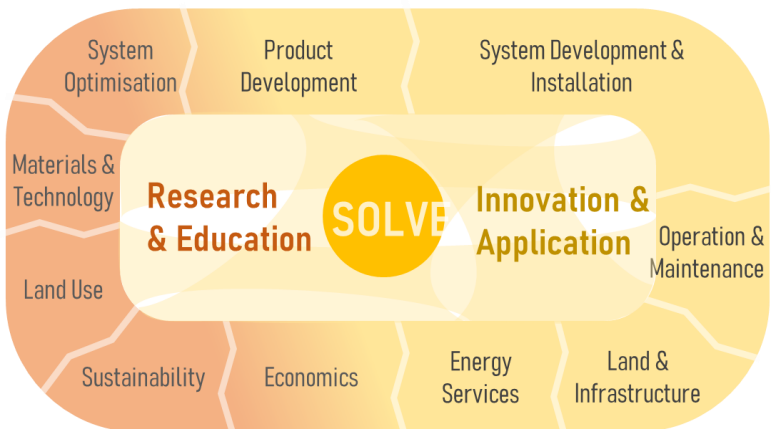 System
Optimisation
Product
Development
System Development &
Installation
Materials &
Technology
Research
& Education
SOLVE
Innovation &
Application
Operation &
Maintenance
Land Use
Sustainability
Economics
Energy
Services
Land &
Infrastructure